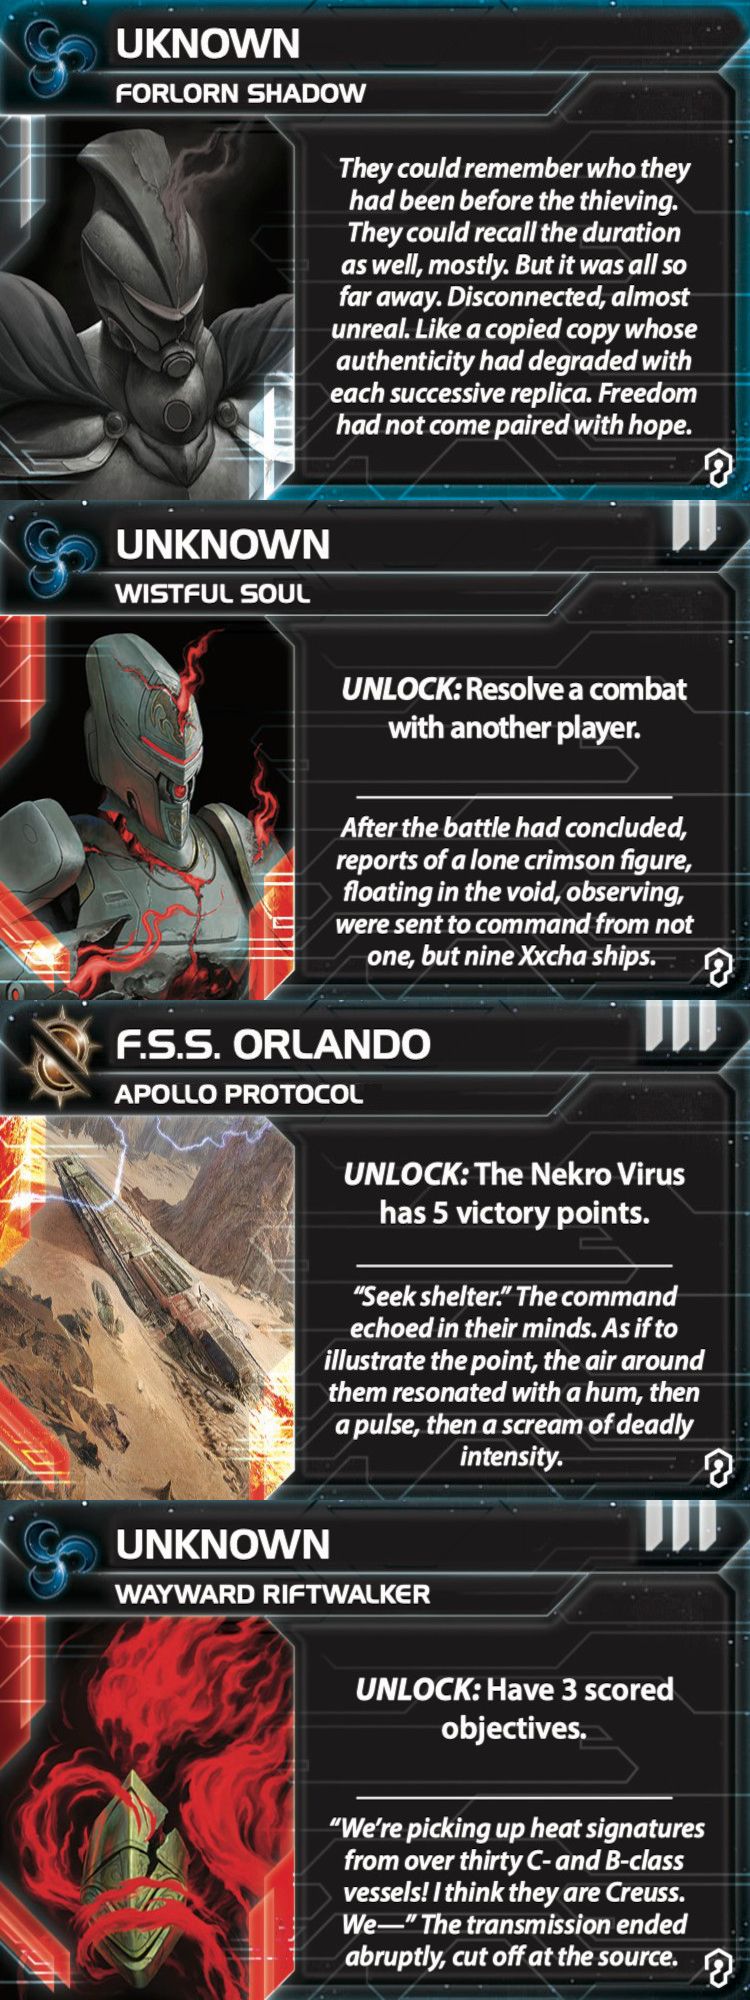 UKNOWN
FORLORN SHADOW
They could remember who they
had been before the thieving.
They could recall the duration
as well, mostly. But it was all so
far away. Disconnected, almost
unreal. Like a copied copy whose
authenticity had degraded with
each successive replica. Freedom
had not come paired with hope.
UNKNOWN
II
WISTFUL SOUL
UNLOCK: Resolve a combat
with another player.
After the battle had concluded,
reports of a lone crimson figure,
floating in the void, observing,
were sent to command from not
one, but nine Xxcha ships.
F.S.S. ORLANDO
III
APOLLO PROTOCOL
UNLOCK: The Nekro Virus
has 5 victory points.
“Seek shelter.” The command
echoed in their minds. As if to
illustrate the point, the air around
them resonated with a hum, then
a pulse, then a scream of deadly
intensity.
UNKNOWN
III
WAYWARD RIFTWALKER
UNLOCK: Have 3 scored
objectives.
“We’re picking up heat signatures
from over thirty C- and B-class
vessels! I think they are Creuss.
We—” The transmission ended
abruptly, cut off at the source.